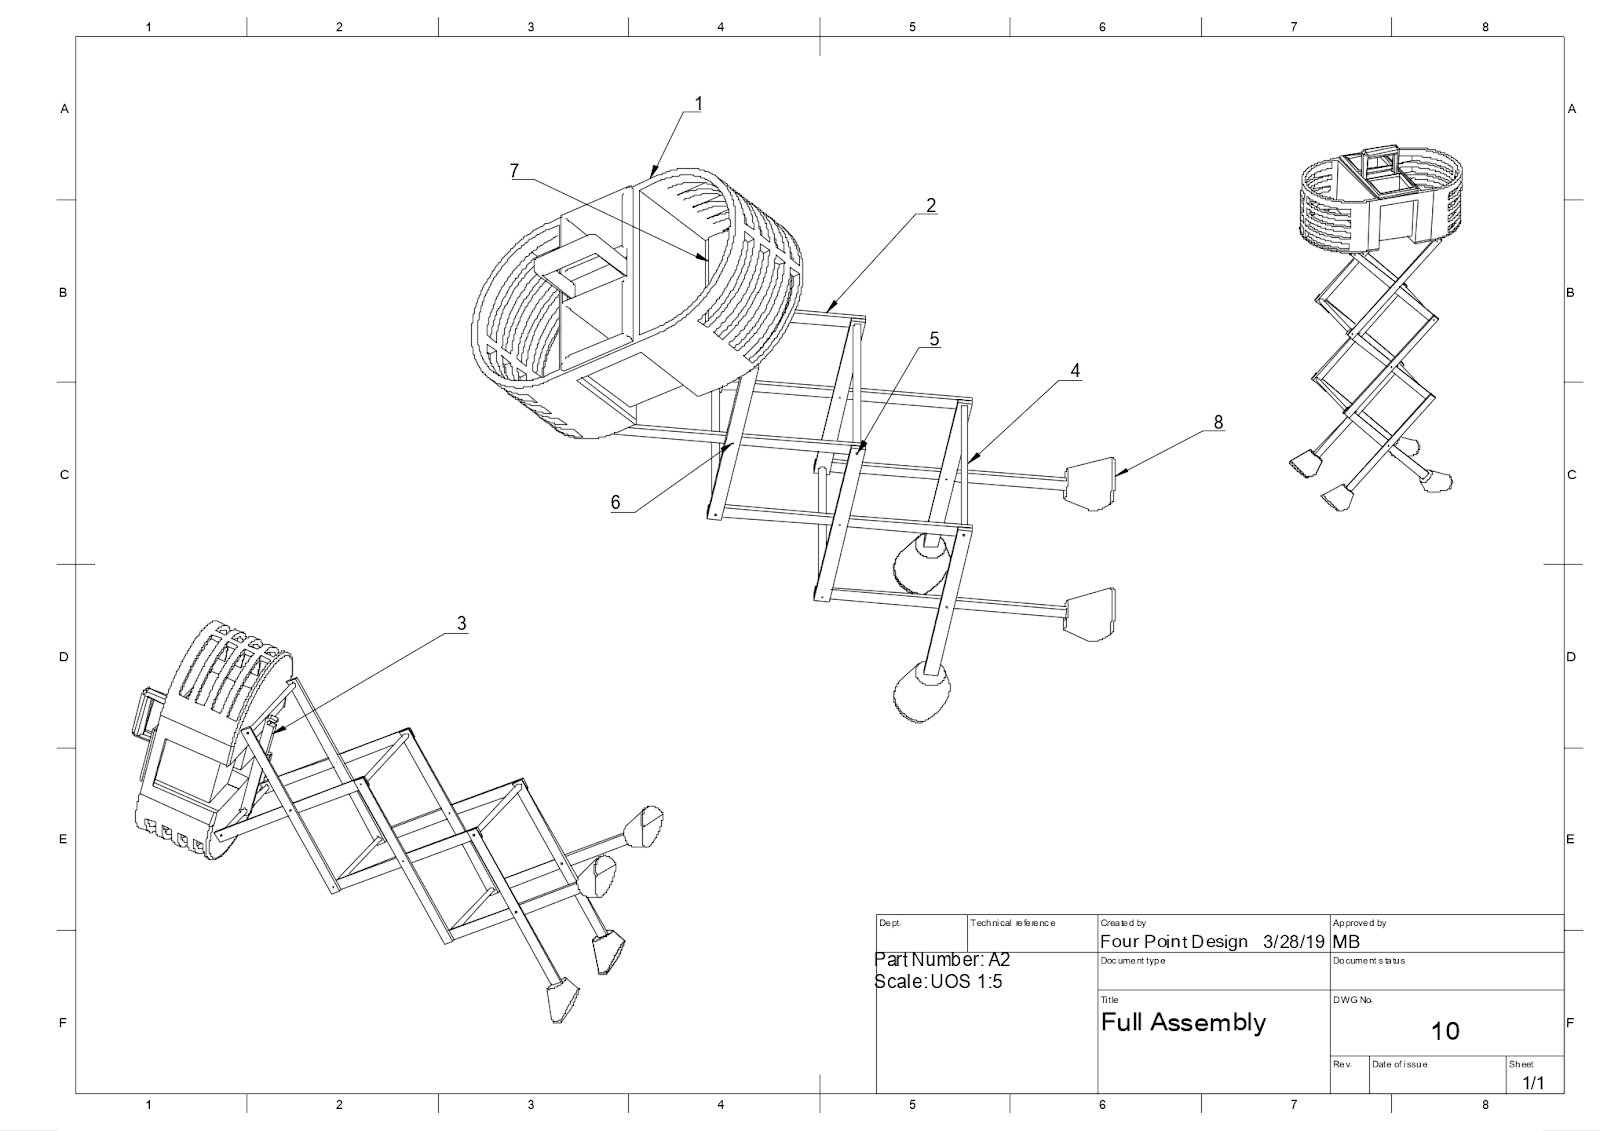 1 2 3 4 5 6 7 8
A A
B B
C C
D D
E E
F F
1
7
2
5
4
8
6
3
Dept.
Technical reference
Created by
Four Point Design 3/28/19
Approved by
MB
Part Number: A2
Scale: UOS 1:5
Document type
Document status
Title
Full Assembly
DWG No.
10
Rev.
Date of issue
Sheet
1/1
1 2 3 4 5 6 7 8